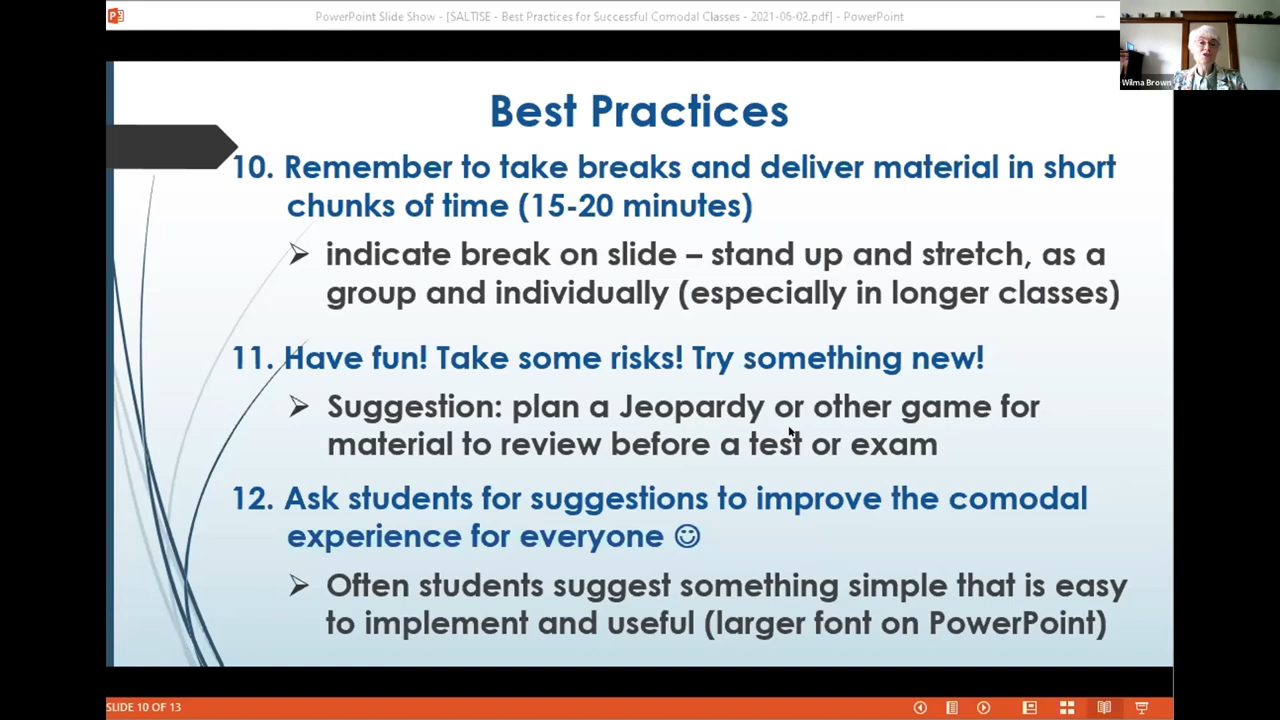 PowerPoint Slide Show - [SALTISE - Best Practices for Successful Comodal Classes - 2021-06-02.pdf] - PowerPoint
Wilma Brown
Best Practices
10. Remember to take breaks and deliver material in short
chunks of time (15-20 minutes)
➢ indicate break on slide – stand up and stretch, as a
group and individually (especially in longer classes)
11. Have fun! Take some risks! Try something new!
➢ Suggestion: plan a Jeopardy or other game for
material to review before a test or exam
12. Ask students for suggestions to improve the comodal
experience for everyone ☺
➢ Often students suggest something simple that is easy
to implement and useful (larger font on PowerPoint)
SLIDE 10 OF 13